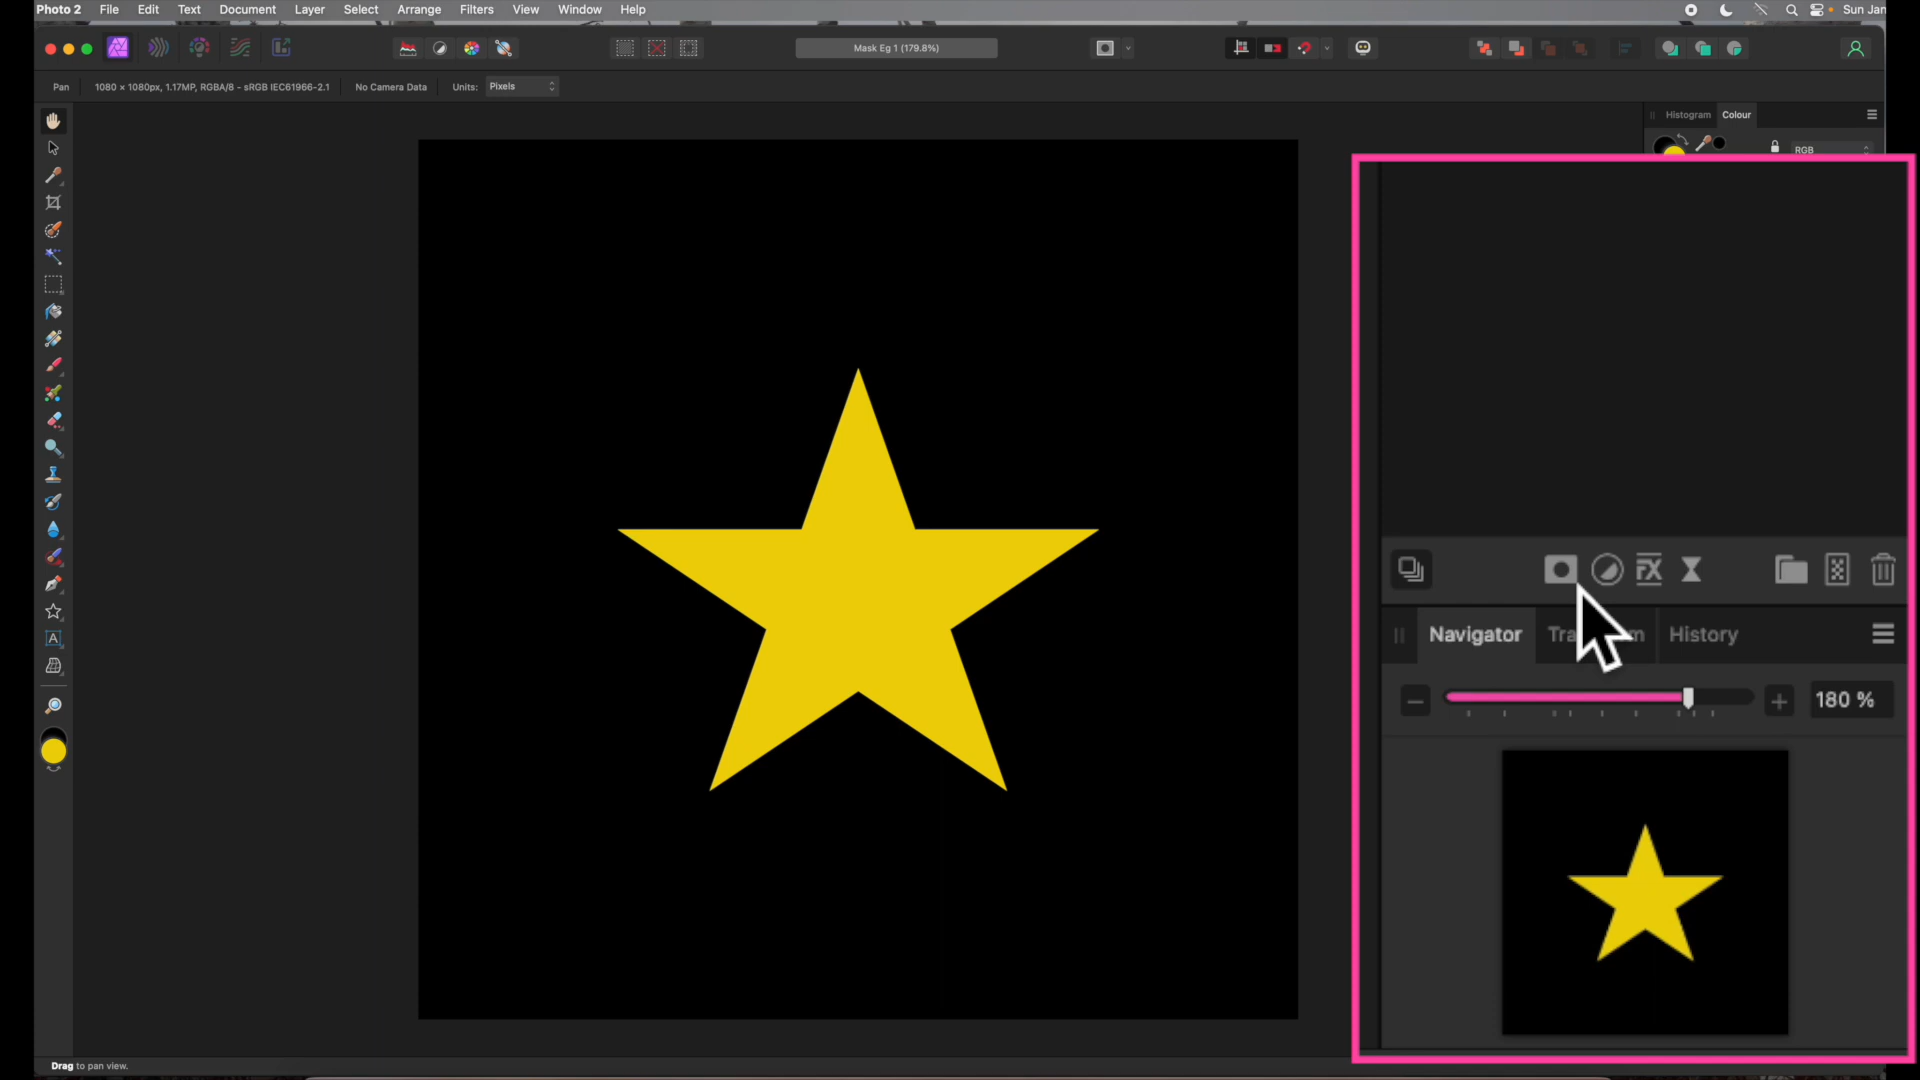 Photo 2 File Edit Text Document Layer Select Arrange Filters View Window Help
Sun Jan
Mask Eg 1 (179.8%)
Pan 1080 × 1080px, 1.17MP, RGBA/8 - sRGB IEC61966-2.1 No Camera Data Units: Pixels
Histogram Colour
RGB
FX
Navigator History
180 %
A
Drag to pan view.